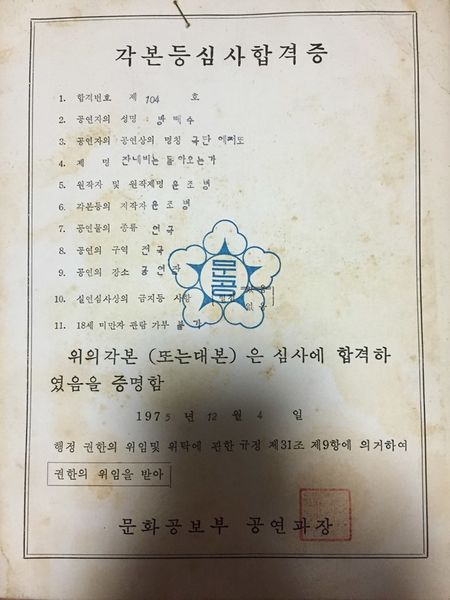 각본등심사합격증
1. 합격번호 제 104 호
2. 공연자의 성명 방태수
3. 공연자의 공연상의 명칭 극단 에저또
4. 제 명 잔네비는 돌아오는가
5. 원작자 및 원작제명 윤조병
6. 각본등의 저작자 윤조병
7. 공연물의 종류 연극
8. 공연의 구역 전국
9. 공연의 장소 공연장
문공
10. 실연심사상의 금지등 사항 없음
11. 18세 미만자 관람 가부 불가
위의각본 (또는대본) 은 심사에 합격하
였음을 증명함
1975 년 12 월 4 일
행정 권한의 위임및 위탁에 관한 규정 제31조 제9항에 의거하여
권한의 위임을 받아
문화공보부 공연과장